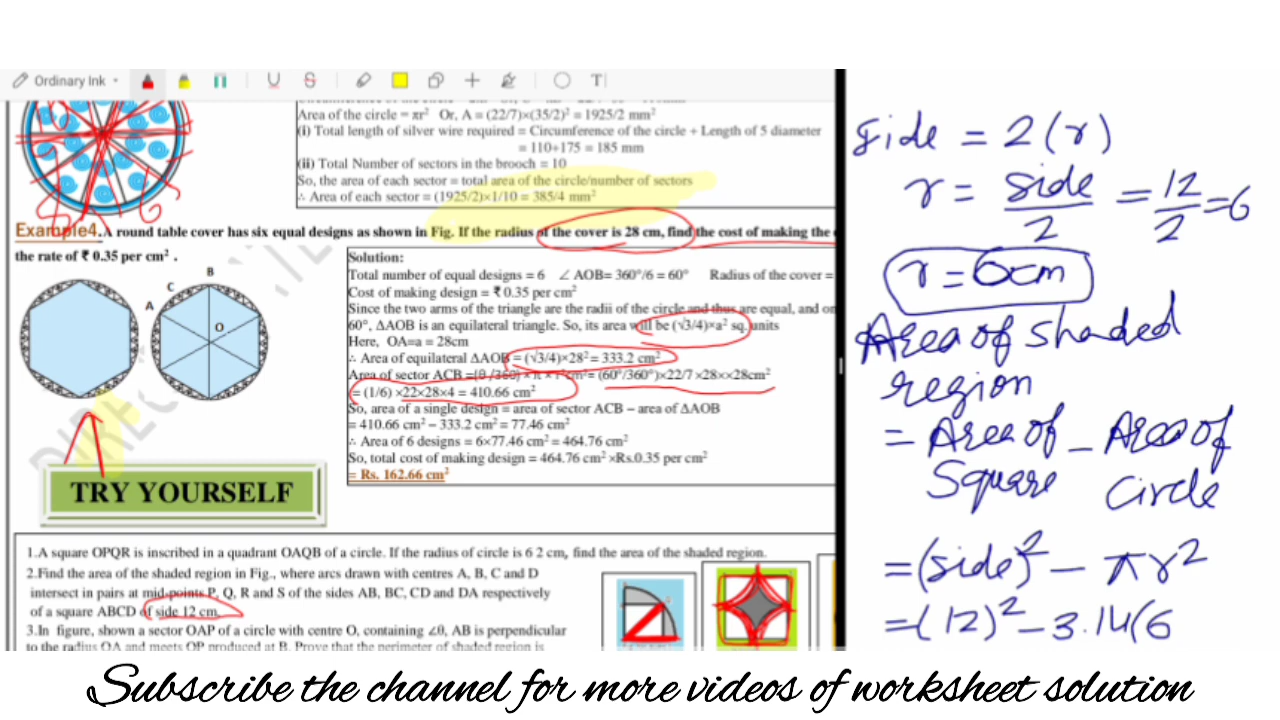 Ordinary Ink
Area of the circle = πr² Or, A = (22/7)×(35/2)² = 1925/2 mm²
(i) Total length of silver wire required = Circumference of the circle + Length of 5 diameter
= 110+175 = 185 mm
(ii) Total Number of sectors in the brooch = 10
So, the area of each sector = total area of the circle/number of sectors
∴ Area of each sector = (1925/2)×1/10 = 385/4 mm²
Example4. A round table cover has six equal designs as shown in Fig. If the radius of the cover is 28 cm, find the cost of making the
the rate of ₹ 0.35 per cm² .
B
C
A
O
Solution:
Total number of equal designs = 6 ∠ AOB= 360°/6 = 60° Radius of the cover =
Cost of making design = ₹ 0.35 per cm²
Since the two arms of the triangle are the radii of the circle and thus are equal, and on
60°, ΔAOB is an equilateral triangle. So, its area will be (√3/4)×a² sq. units
Here, OA=a = 28cm
∴ Area of equilateral ΔAOB = (√3/4)×28² = 333.2 cm²
Area of sector ACB = (θ /360) × π × r² cm² = (60°/360°)×22/7 ×28××28cm²
= (1/6) ×22×28×4 = 410.66 cm²
So, area of a single design = area of sector ACB – area of ΔAOB
= 410.66 cm² – 333.2 cm² = 77.46 cm²
∴ Area of 6 designs = 6×77.46 cm² = 464.76 cm²
So, total cost of making design = 464.76 cm² ×Rs.0.35 per cm²
= Rs. 162.66 cm²
TRY YOURSELF
1.A square OPQR is inscribed in a quadrant OAQB of a circle. If the radius of circle is 6 2 cm, find the area of the shaded region.
2.Find the area of the shaded region in Fig., where arcs drawn with centres A, B, C and D
intersect in pairs at mid-points P, Q, R and S of the sides AB, BC, CD and DA respectively
of a square ABCD of side 12 cm.
3.In figure, shown a sector OAP of a circle with centre O, containing ∠θ, AB is perpendicular
to the radius OA and meets OP produced at B. Prove that the perimeter of shaded region is
side = 2(r)
r = side/2 = 12/2 = 6
r = 6cm
Area of shaded
region
= Area of – Area of
Square Circle
= (side)² – πr²
= (12)² – 3.14(6
Subscribe the channel for more videos of worksheet solution